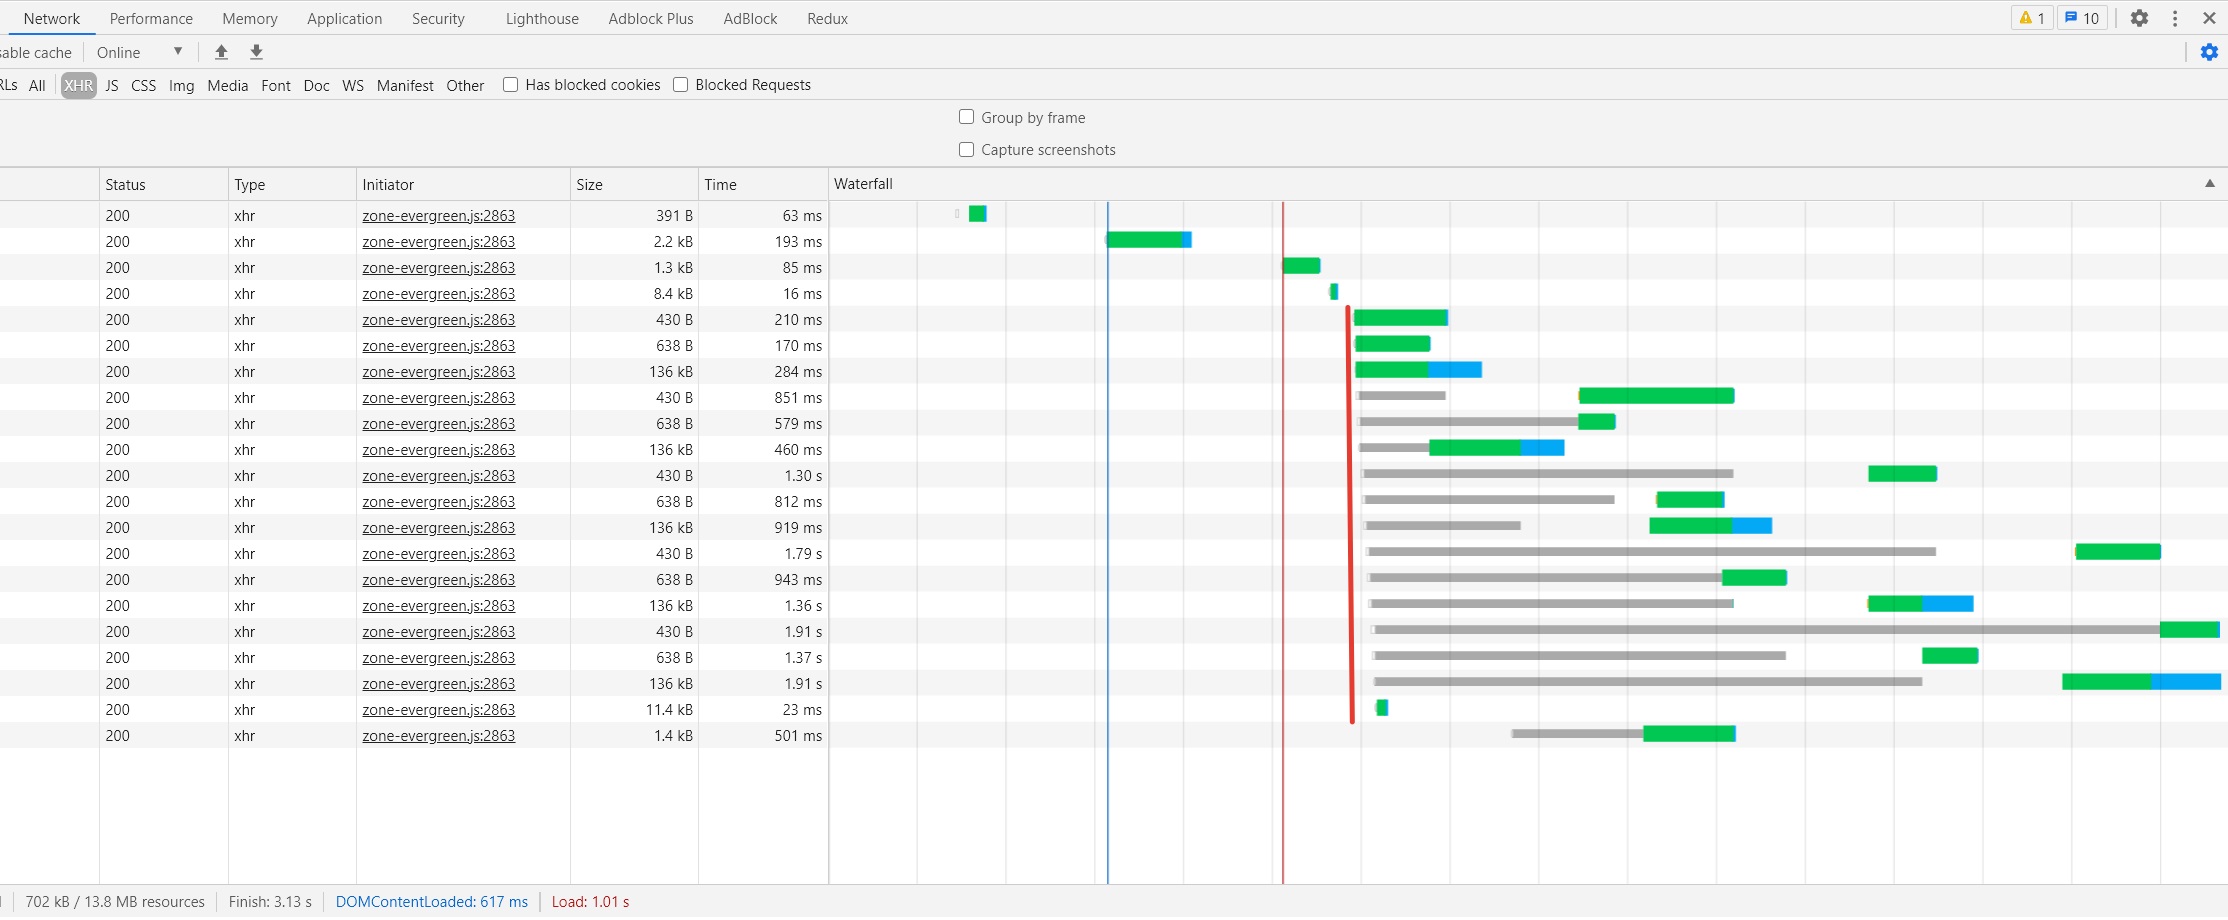 Network Performance Memory Application Security Lighthouse Adblock Plus AdBlock Redux 1 10
sable cache Online
RLs All XHR JS CSS Img Media Font Doc WS Manifest Other Has blocked cookies Blocked Requests
Group by frame
Capture screenshots
Status Type Initiator Size Time Waterfall
200 xhr zone-evergreen.js:2863 391 B 63 ms
200 xhr zone-evergreen.js:2863 2.2 kB 193 ms
200 xhr zone-evergreen.js:2863 1.3 kB 85 ms
200 xhr zone-evergreen.js:2863 8.4 kB 16 ms
200 xhr zone-evergreen.js:2863 430 B 210 ms
200 xhr zone-evergreen.js:2863 638 B 170 ms
200 xhr zone-evergreen.js:2863 136 kB 284 ms
200 xhr zone-evergreen.js:2863 430 B 851 ms
200 xhr zone-evergreen.js:2863 638 B 579 ms
200 xhr zone-evergreen.js:2863 136 kB 460 ms
200 xhr zone-evergreen.js:2863 430 B 1.30 s
200 xhr zone-evergreen.js:2863 638 B 812 ms
200 xhr zone-evergreen.js:2863 136 kB 919 ms
200 xhr zone-evergreen.js:2863 430 B 1.79 s
200 xhr zone-evergreen.js:2863 638 B 943 ms
200 xhr zone-evergreen.js:2863 136 kB 1.36 s
200 xhr zone-evergreen.js:2863 430 B 1.91 s
200 xhr zone-evergreen.js:2863 638 B 1.37 s
200 xhr zone-evergreen.js:2863 136 kB 1.91 s
200 xhr zone-evergreen.js:2863 11.4 kB 23 ms
200 xhr zone-evergreen.js:2863 1.4 kB 501 ms
702 kB / 13.8 MB resources Finish: 3.13 s DOMContentLoaded: 617 ms Load: 1.01 s